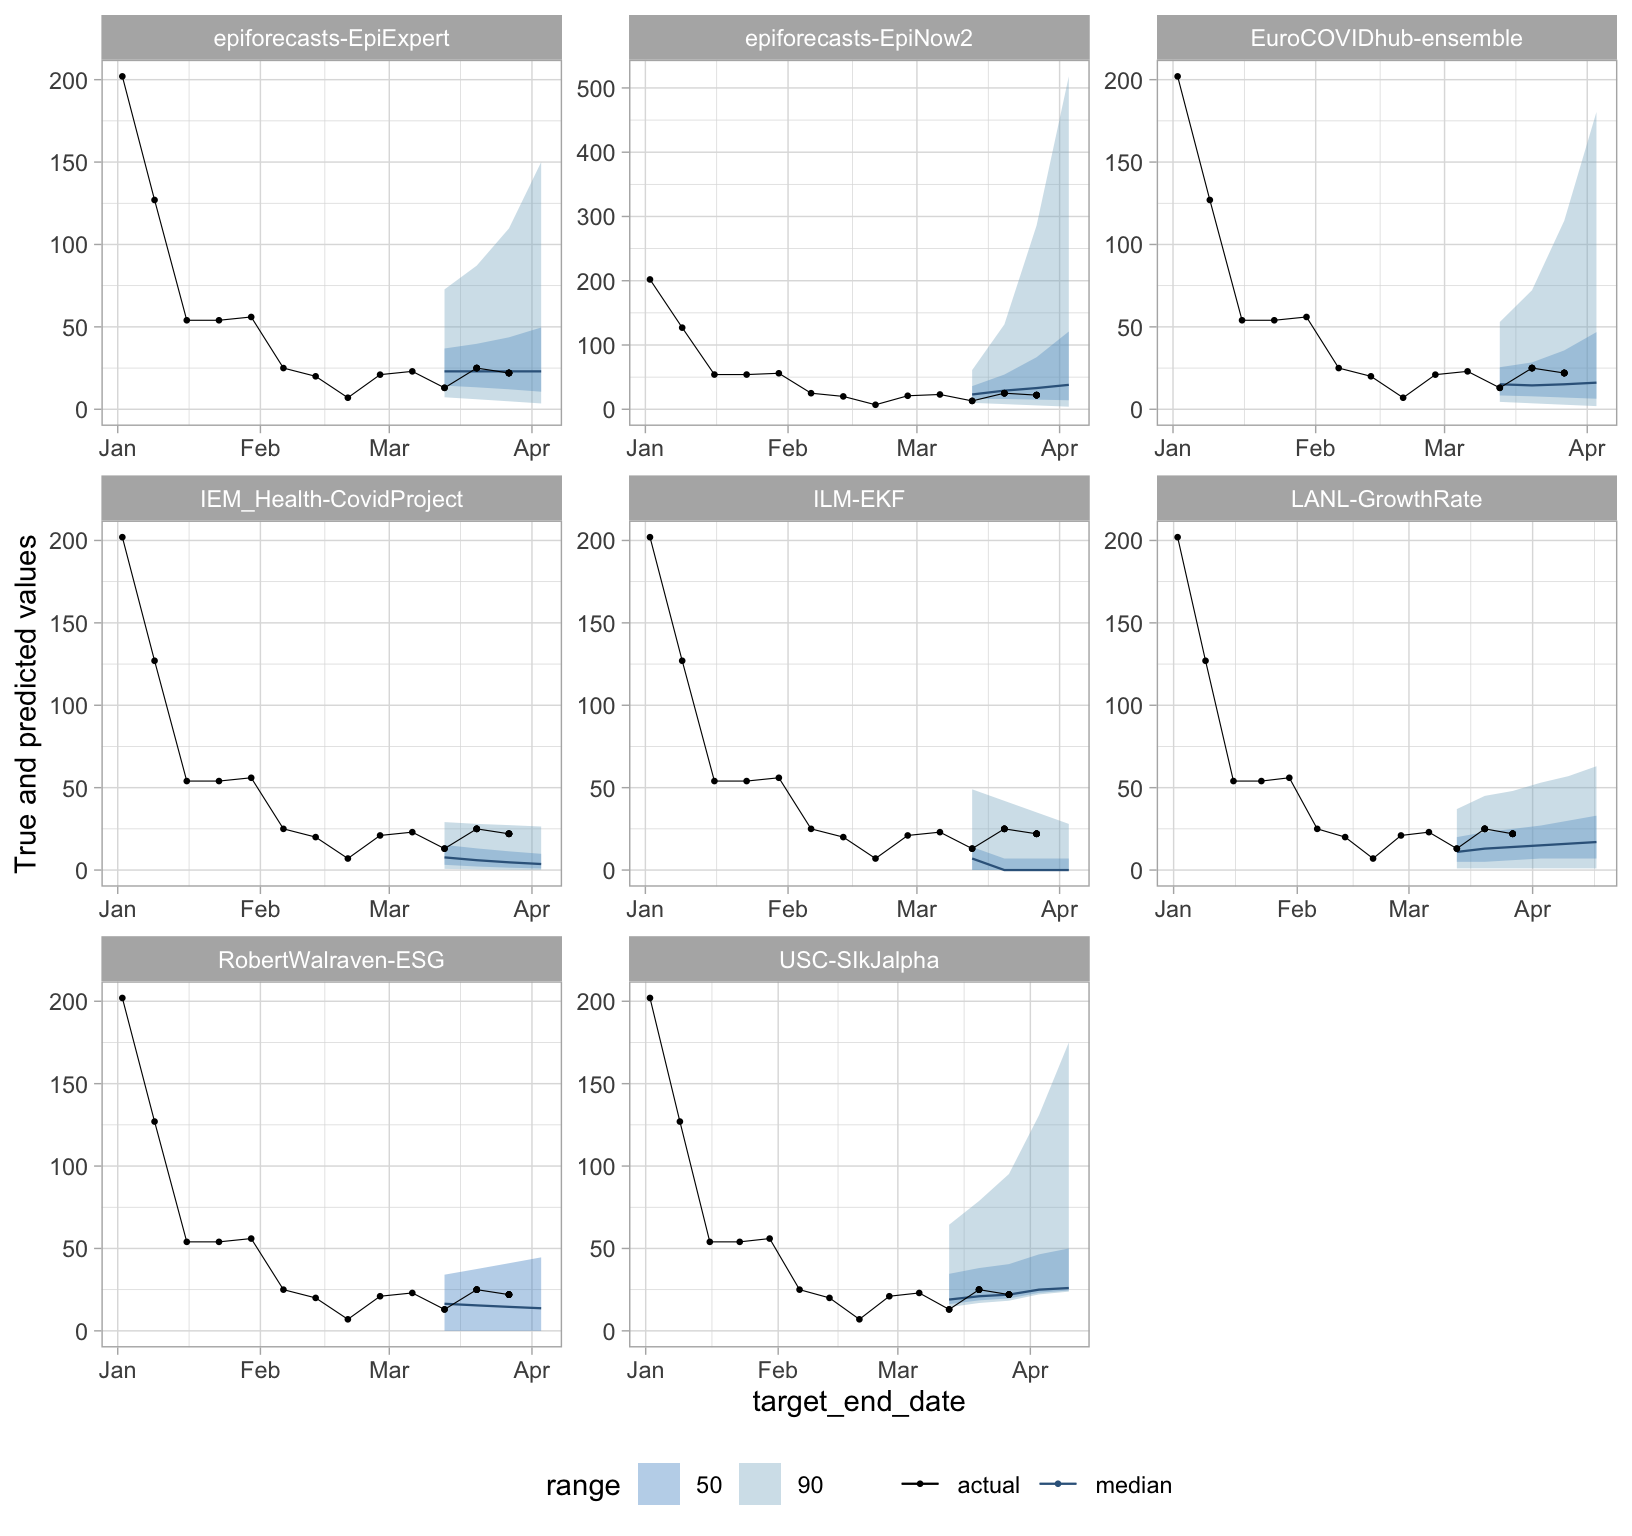 epiforecasts-EpiExpert epiforecasts-EpiNow2 EuroCOVIDhub-ensemble
200 500 200
400
150 150
300
100 100
200
50 100 50
0 0 0
Jan Feb Mar Apr Jan Feb Mar Apr Jan Feb Mar Apr
IEM_Health-CovidProject ILM-EKF LANL-GrowthRate
200 200 200
150 150 150
100 100 100
50 50 50
0 0 0
Jan Feb Mar Apr Jan Feb Mar Apr Jan Feb Mar Apr
True and predicted values
RobertWalraven-ESG USC-SIkJalpha
200 200
150 150
100 100
50 50
0 0
Jan Feb Mar Apr Jan Feb Mar Apr
target_end_date
range 50 90 actual median